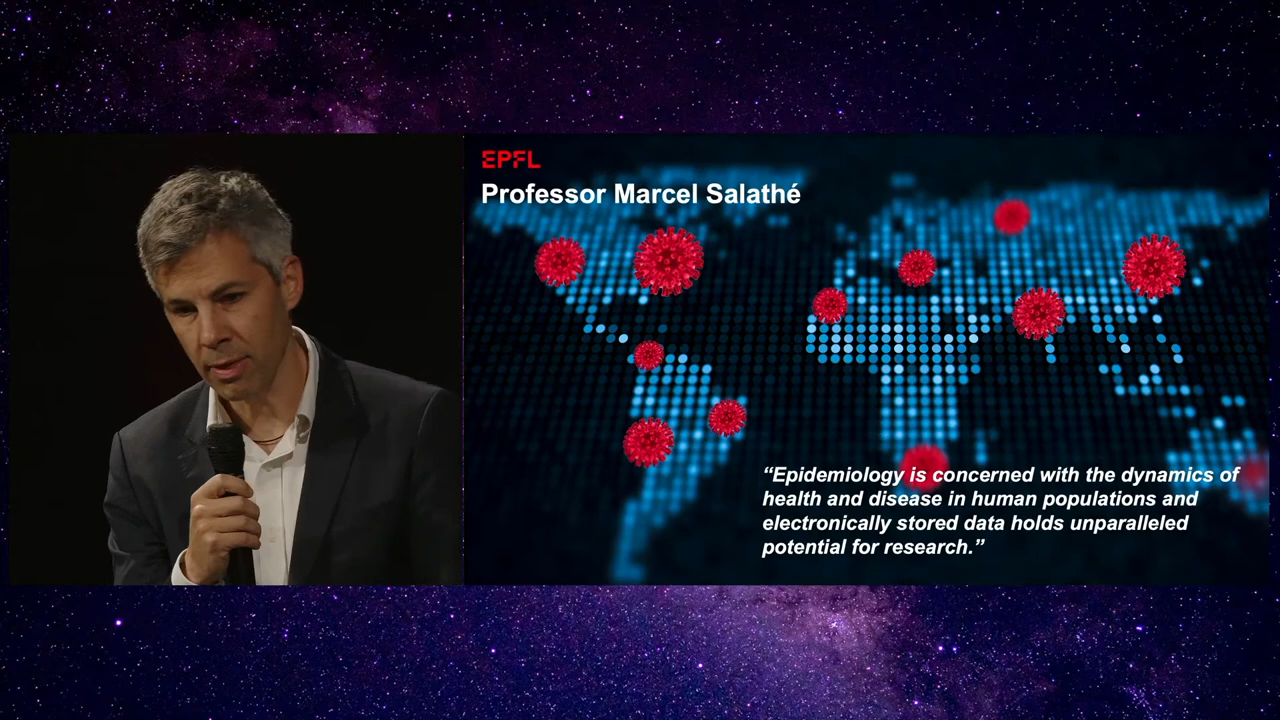 EPFL
Professor Marcel Salathé
“Epidemiology is concerned with the dynamics of
health and disease in human populations and
electronically stored data holds unparalleled
potential for research.”